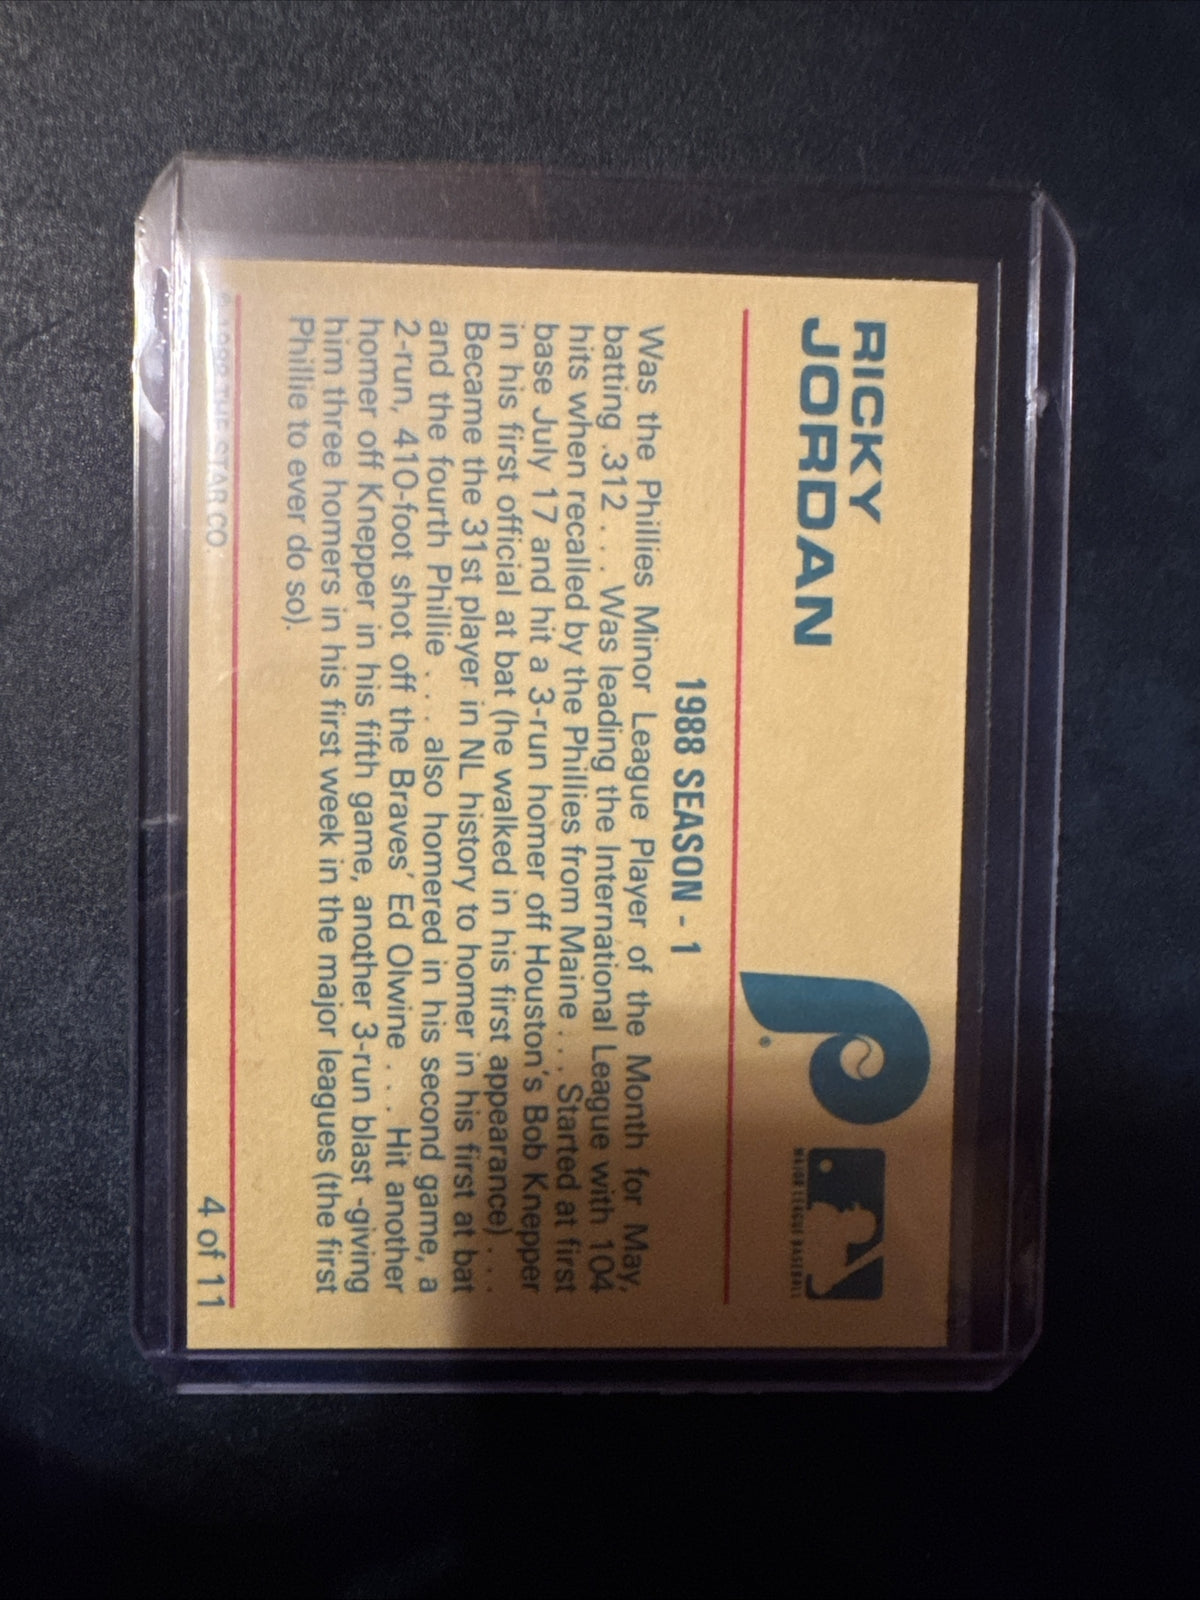 RICKY
JORDAN
MAJOR LEAGUE BASEBALL
1988 SEASON - 1
Was the Phillies Minor League Player of the Month for May,
batting .312 . . . Was leading the International League with 104
hits when recalled by the Phillies from Maine . . . Started at first
base July 17 and hit a 3-run homer off Houston's Bob Knepper
in his first official at bat (he walked in his first appearance) . . .
Became the 31st player in NL history to homer in his first at bat
and the fourth Phillie . . . also homered in his second game, a
2-run, 410-foot shot off the Braves' Ed Olwine . . . Hit another
homer off Knepper in his fifth game, another 3-run blast -giving
him three homers in his first week in the major leagues (the first
Phillie to ever do so).
THE STAR CO.
4 of 11